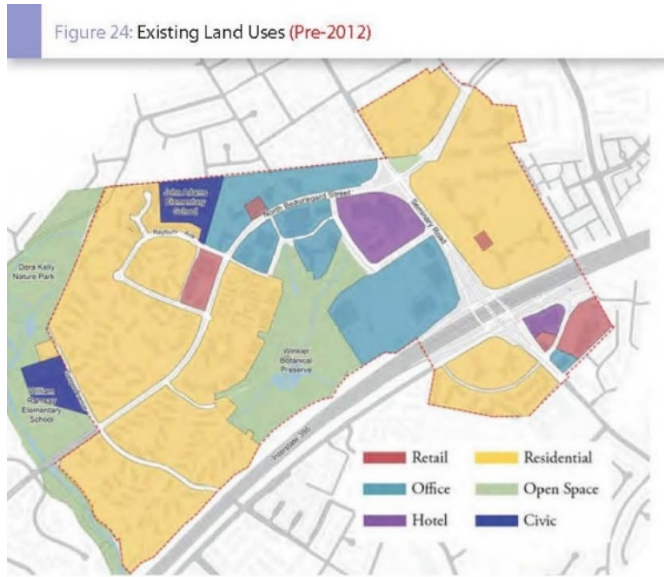 Figure 24: Existing Land Uses (Pre-2012)
John Adams
Elementary
School
North Beauregard Street
Seminary Road
Dora Kelly
Nature Park
Winkler
Botanical
Preserve
William
Ramsay
Elementary
School
Interstate 395
Retail
Residential
Office
Open Space
Hotel
Civic